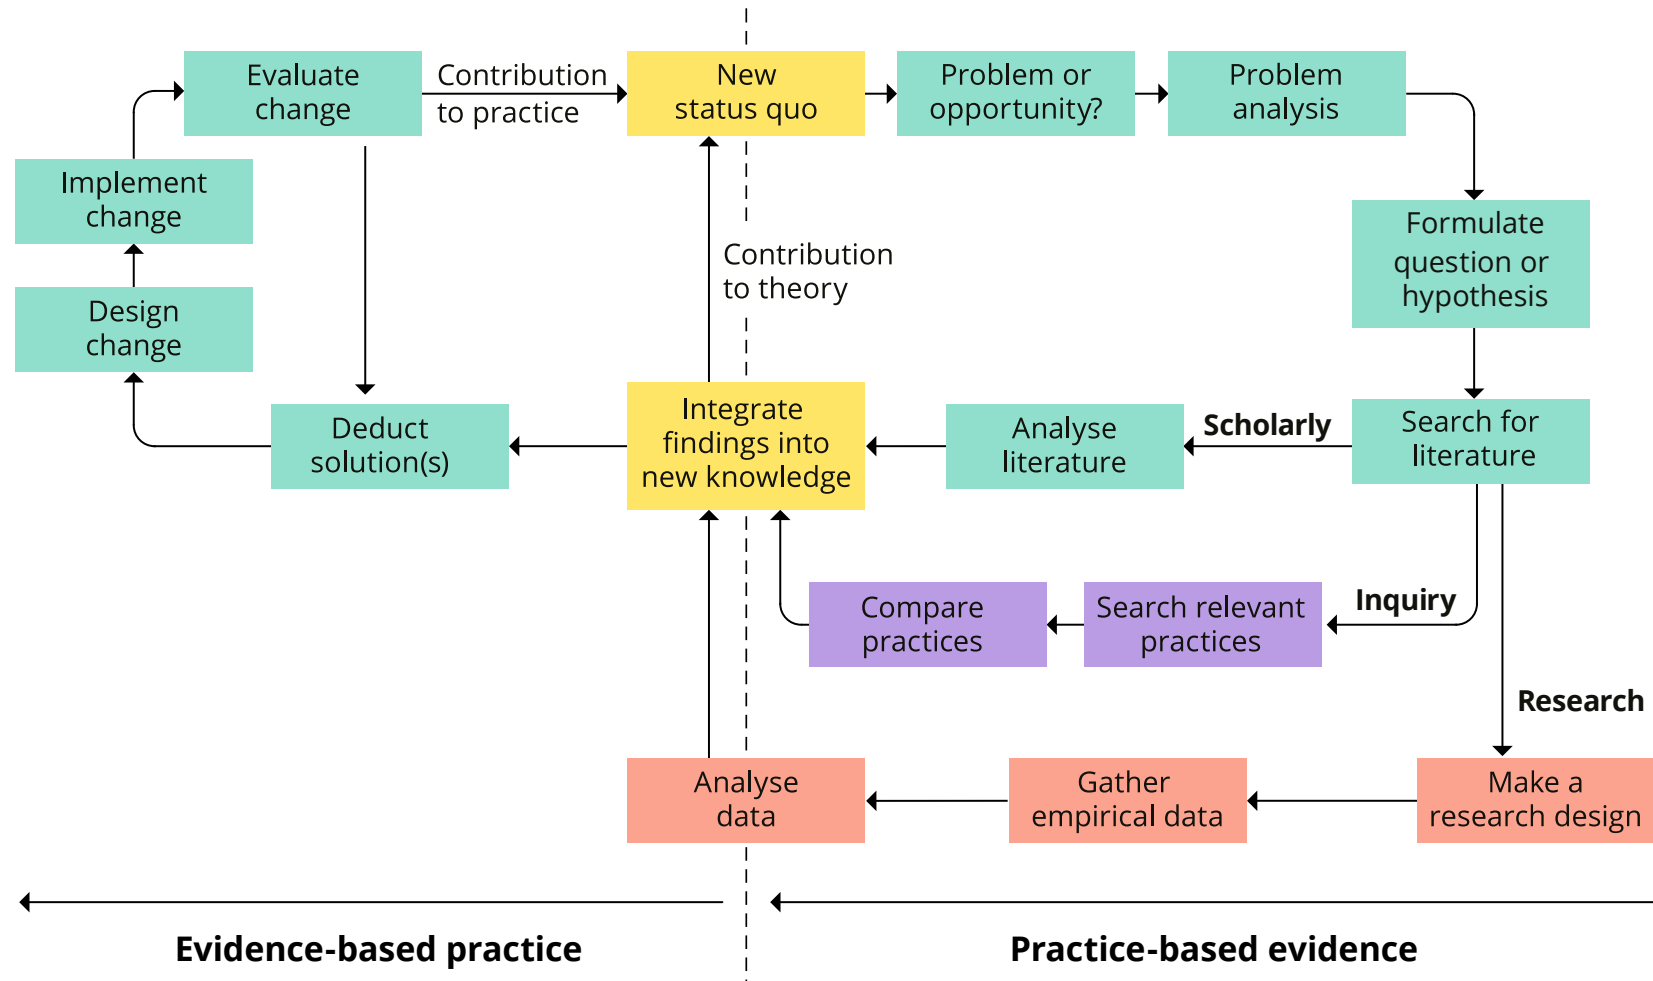 Evaluate
change
Contribution
to practice
New
status quo
Problem or
opportunity?
Problem
analysis
Implement
change
Formulate
question or
hypothesis
Contribution
to theory
Design
change
Deduct
solution(s)
Integrate
findings into
new knowledge
Analyse
literature
Scholarly
Search for
literature
Compare
practices
Search relevant
practices
Inquiry
Research
Analyse
data
Gather
empirical data
Make a
research design
Evidence-based practice
Practice-based evidence